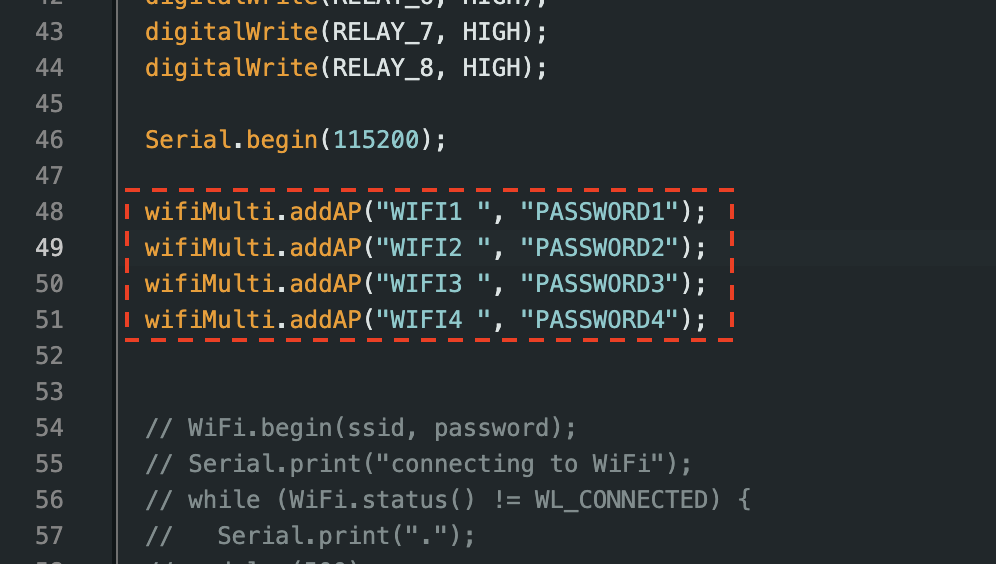 42 digitalWrite(RELAY_6, HIGH);
43 digitalWrite(RELAY_7, HIGH);
44 digitalWrite(RELAY_8, HIGH);
45
46 Serial.begin(115200);
47
48 wifiMulti.addAP("WIFI1 ", "PASSWORD1");
49 wifiMulti.addAP("WIFI2 ", "PASSWORD2");
50 wifiMulti.addAP("WIFI3 ", "PASSWORD3");
51 wifiMulti.addAP("WIFI4 ", "PASSWORD4");
52
53
54 // WiFi.begin(ssid, password);
55 // Serial.print("connecting to WiFi");
56 // while (WiFi.status() != WL_CONNECTED) {
57 //   Serial.print(".");